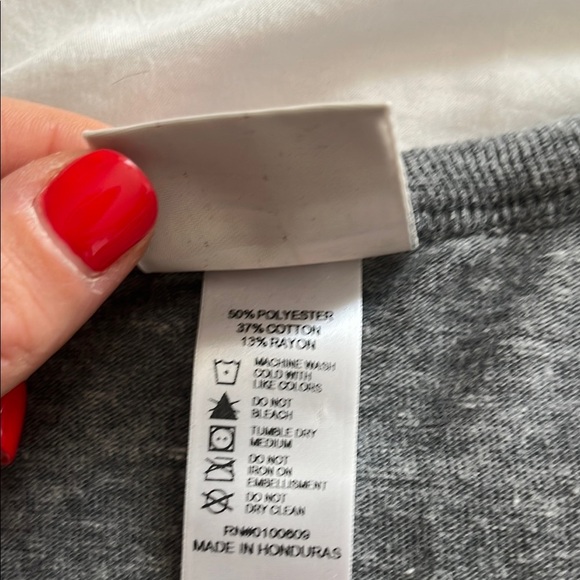 50% POLYESTER
37% COTTON
13% RAYON
MACHINE WASH
COLD WITH
LIKE COLORS
DO NOT
BLEACH
TUMBLE DRY
MEDIUM
DO NOT
IRON ON
EMBELLISHMENT
DO NOT
DRY CLEAN
RN#0100809
MADE IN HONDURAS